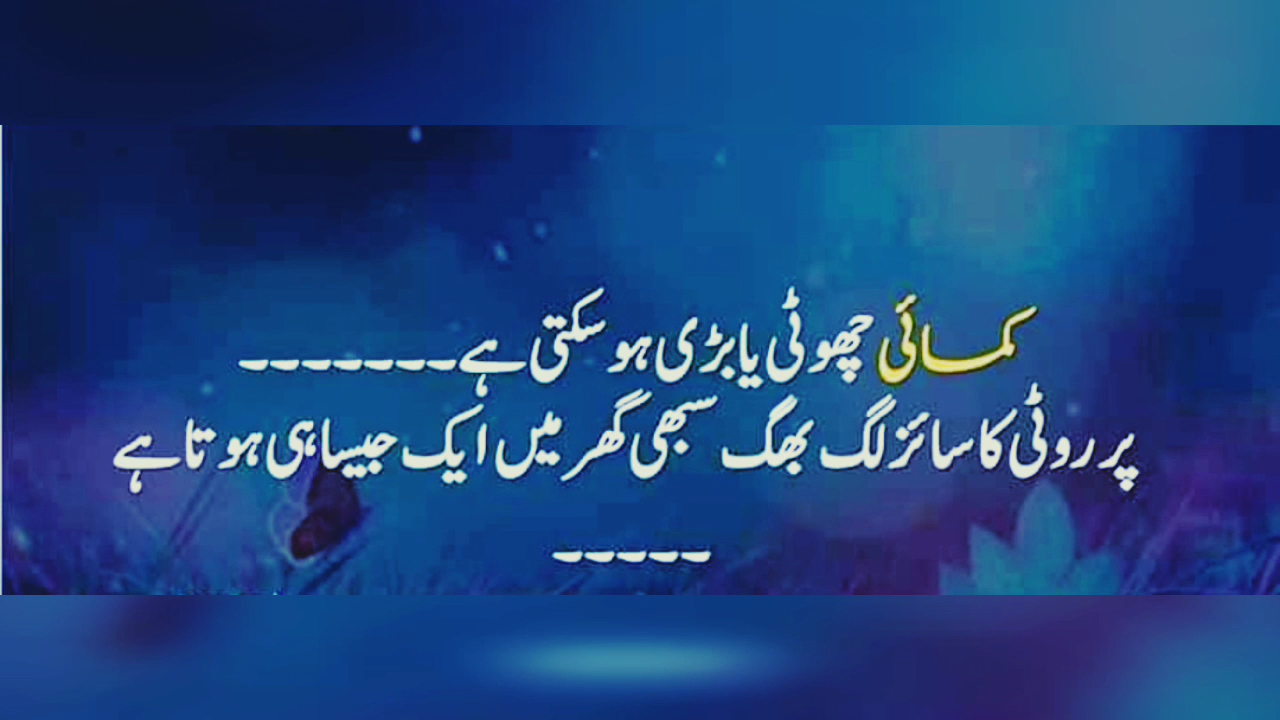 کمائی چھوٹی یا بڑی ہو سکتی ہے۔۔۔۔۔۔۔
پر روٹی کا سائز لگ بھگ سبھی گھر میں ایک جیسا ہی ہوتا ہے
۔۔۔۔۔